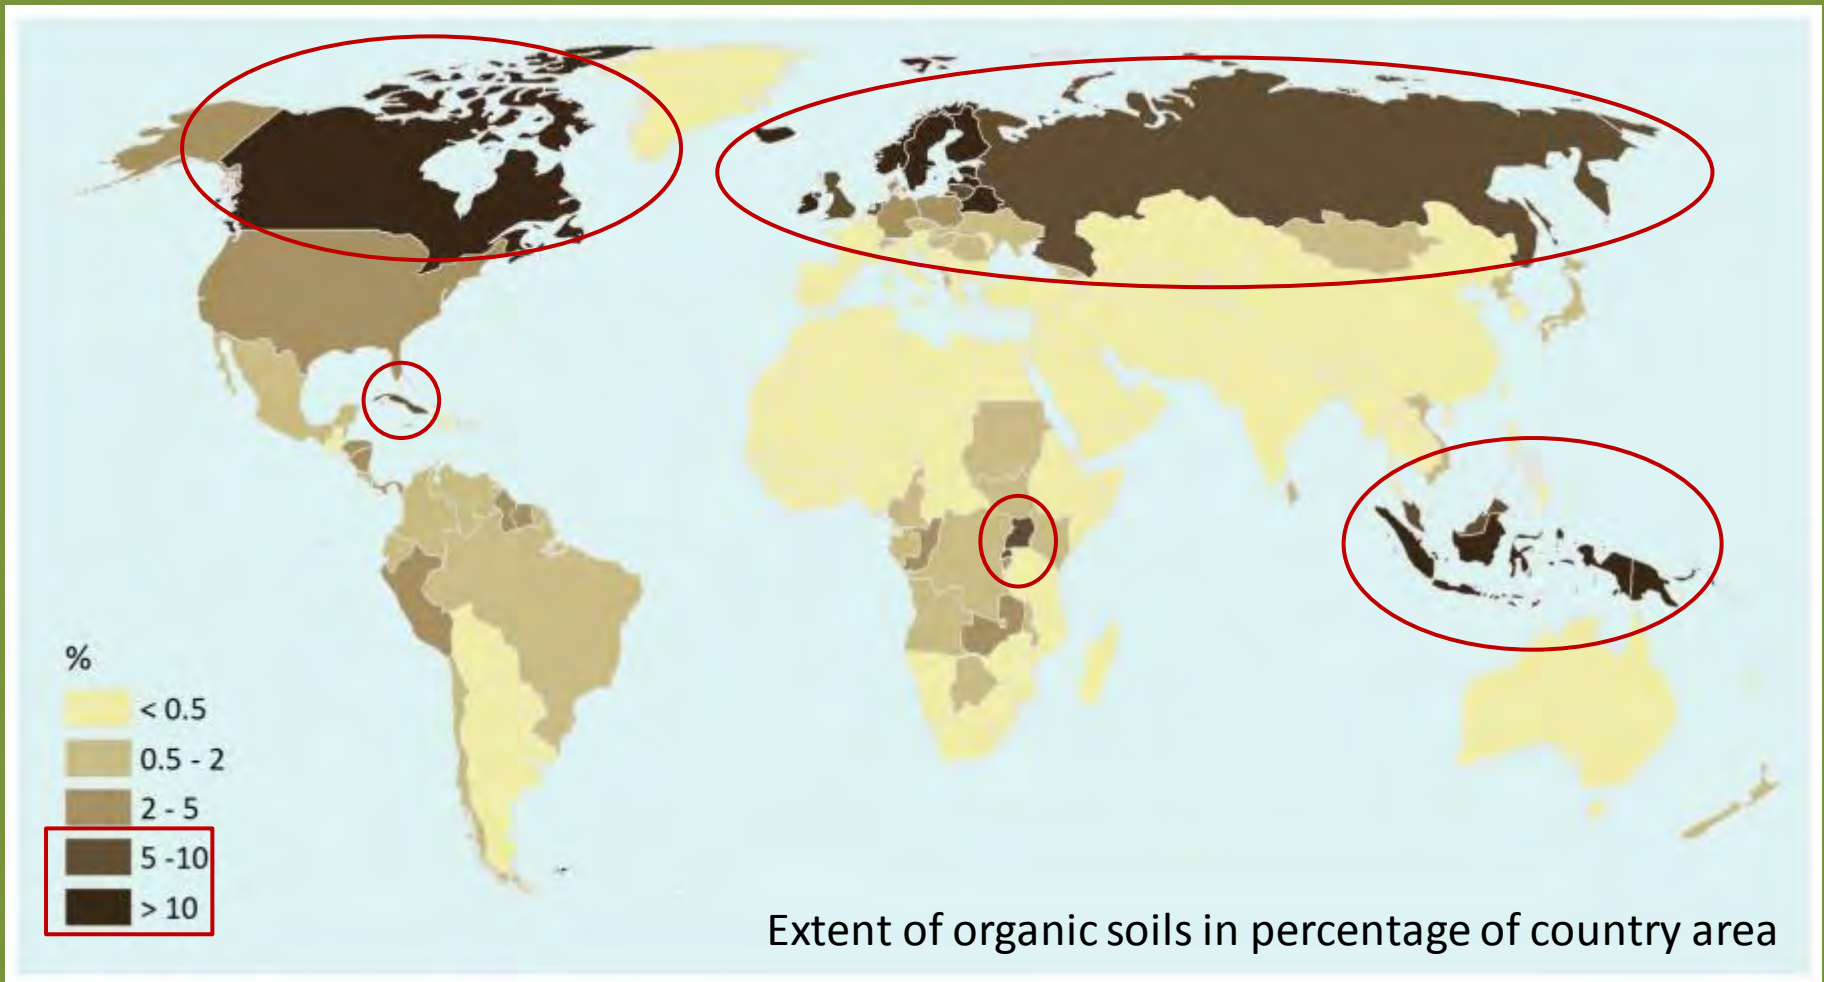 %
< 0.5
0.5 - 2
2 - 5
5 -10
> 10
Extent of organic soils in percentage of country area